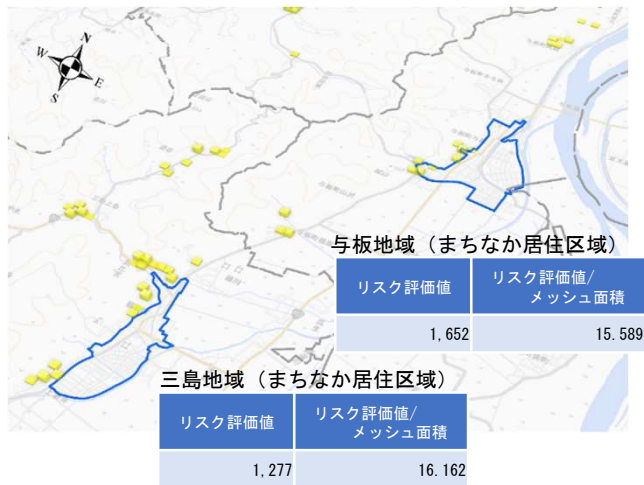 N
W
E
S
与板地域（まちなか居住区域）
リスク評価値
リスク評価値/
メッシュ面積
1,652
15.589
三島地域（まちなか居住区域）
リスク評価値
リスク評価値/
メッシュ面積
1,277
16.162